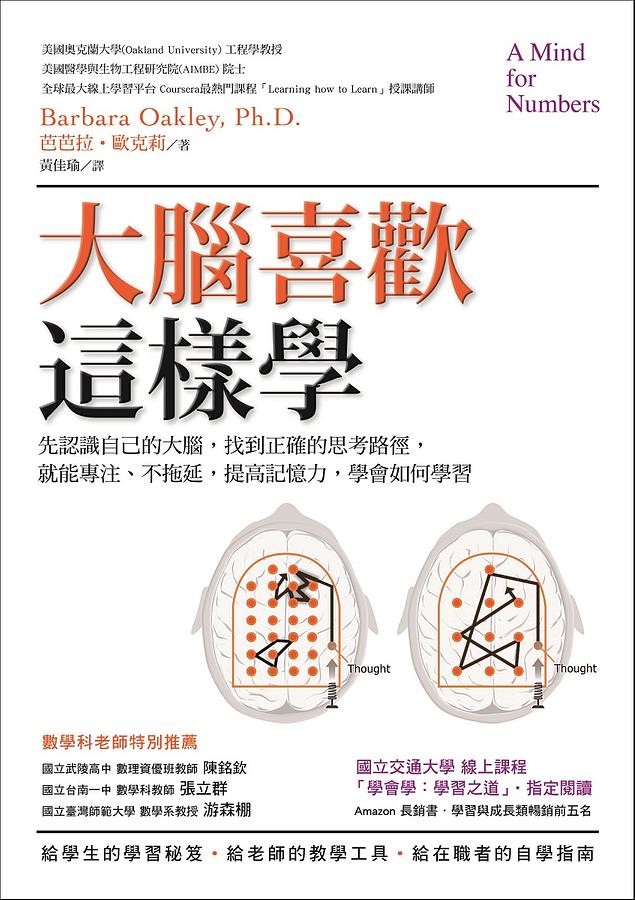 美國奧克蘭大學(Oakland University) 工程學教授
美國醫學與生物工程研究院(AIMBE) 院士
全球最大線上學習平台 Coursera最熱門課程「Learning how to Learn」授課講師
Barbara Oakley, Ph.D.
芭芭拉・歐克莉／著
黃佳瑜／譯
A Mind
for
Numbers
大腦喜歡
這樣學
先認識自己的大腦，找到正確的思考路徑，
就能專注、不拖延，提高記憶力，學會如何學習
Thought
Thought
數學科老師特別推薦
國立武陵高中 數理資優班教師 陳銘欽
國立台南一中 數學科教師 張立群
國立臺灣師範大學 數學系教授 游森棚
國立交通大學 線上課程
「學會學：學習之道」・指定閱讀
Amazon 長銷書・學習與成長類暢銷前五名
給學生的學習秘笈・給老師的教學工具・給在職者的自學指南